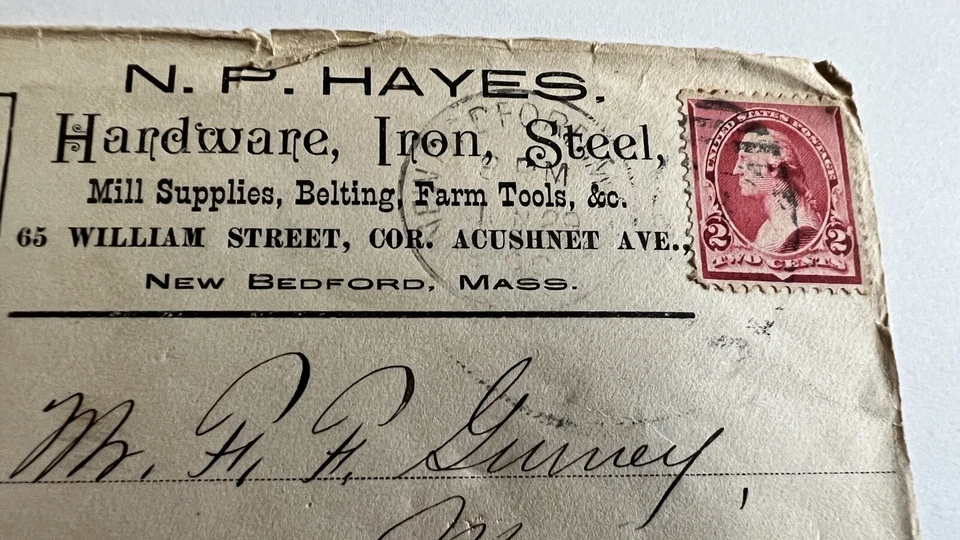 N. P. HAYES.
Hardware, Iron, Steel,
Mill Supplies, Belting, Farm Tools, &c.
65 WILLIAM STREET, COR. ACUSHNET AVE.,
NEW BEDFORD, MASS.
UNITED STATES POSTAGE
2 2
TWO CENTS
Mr. F. F. Gurney,